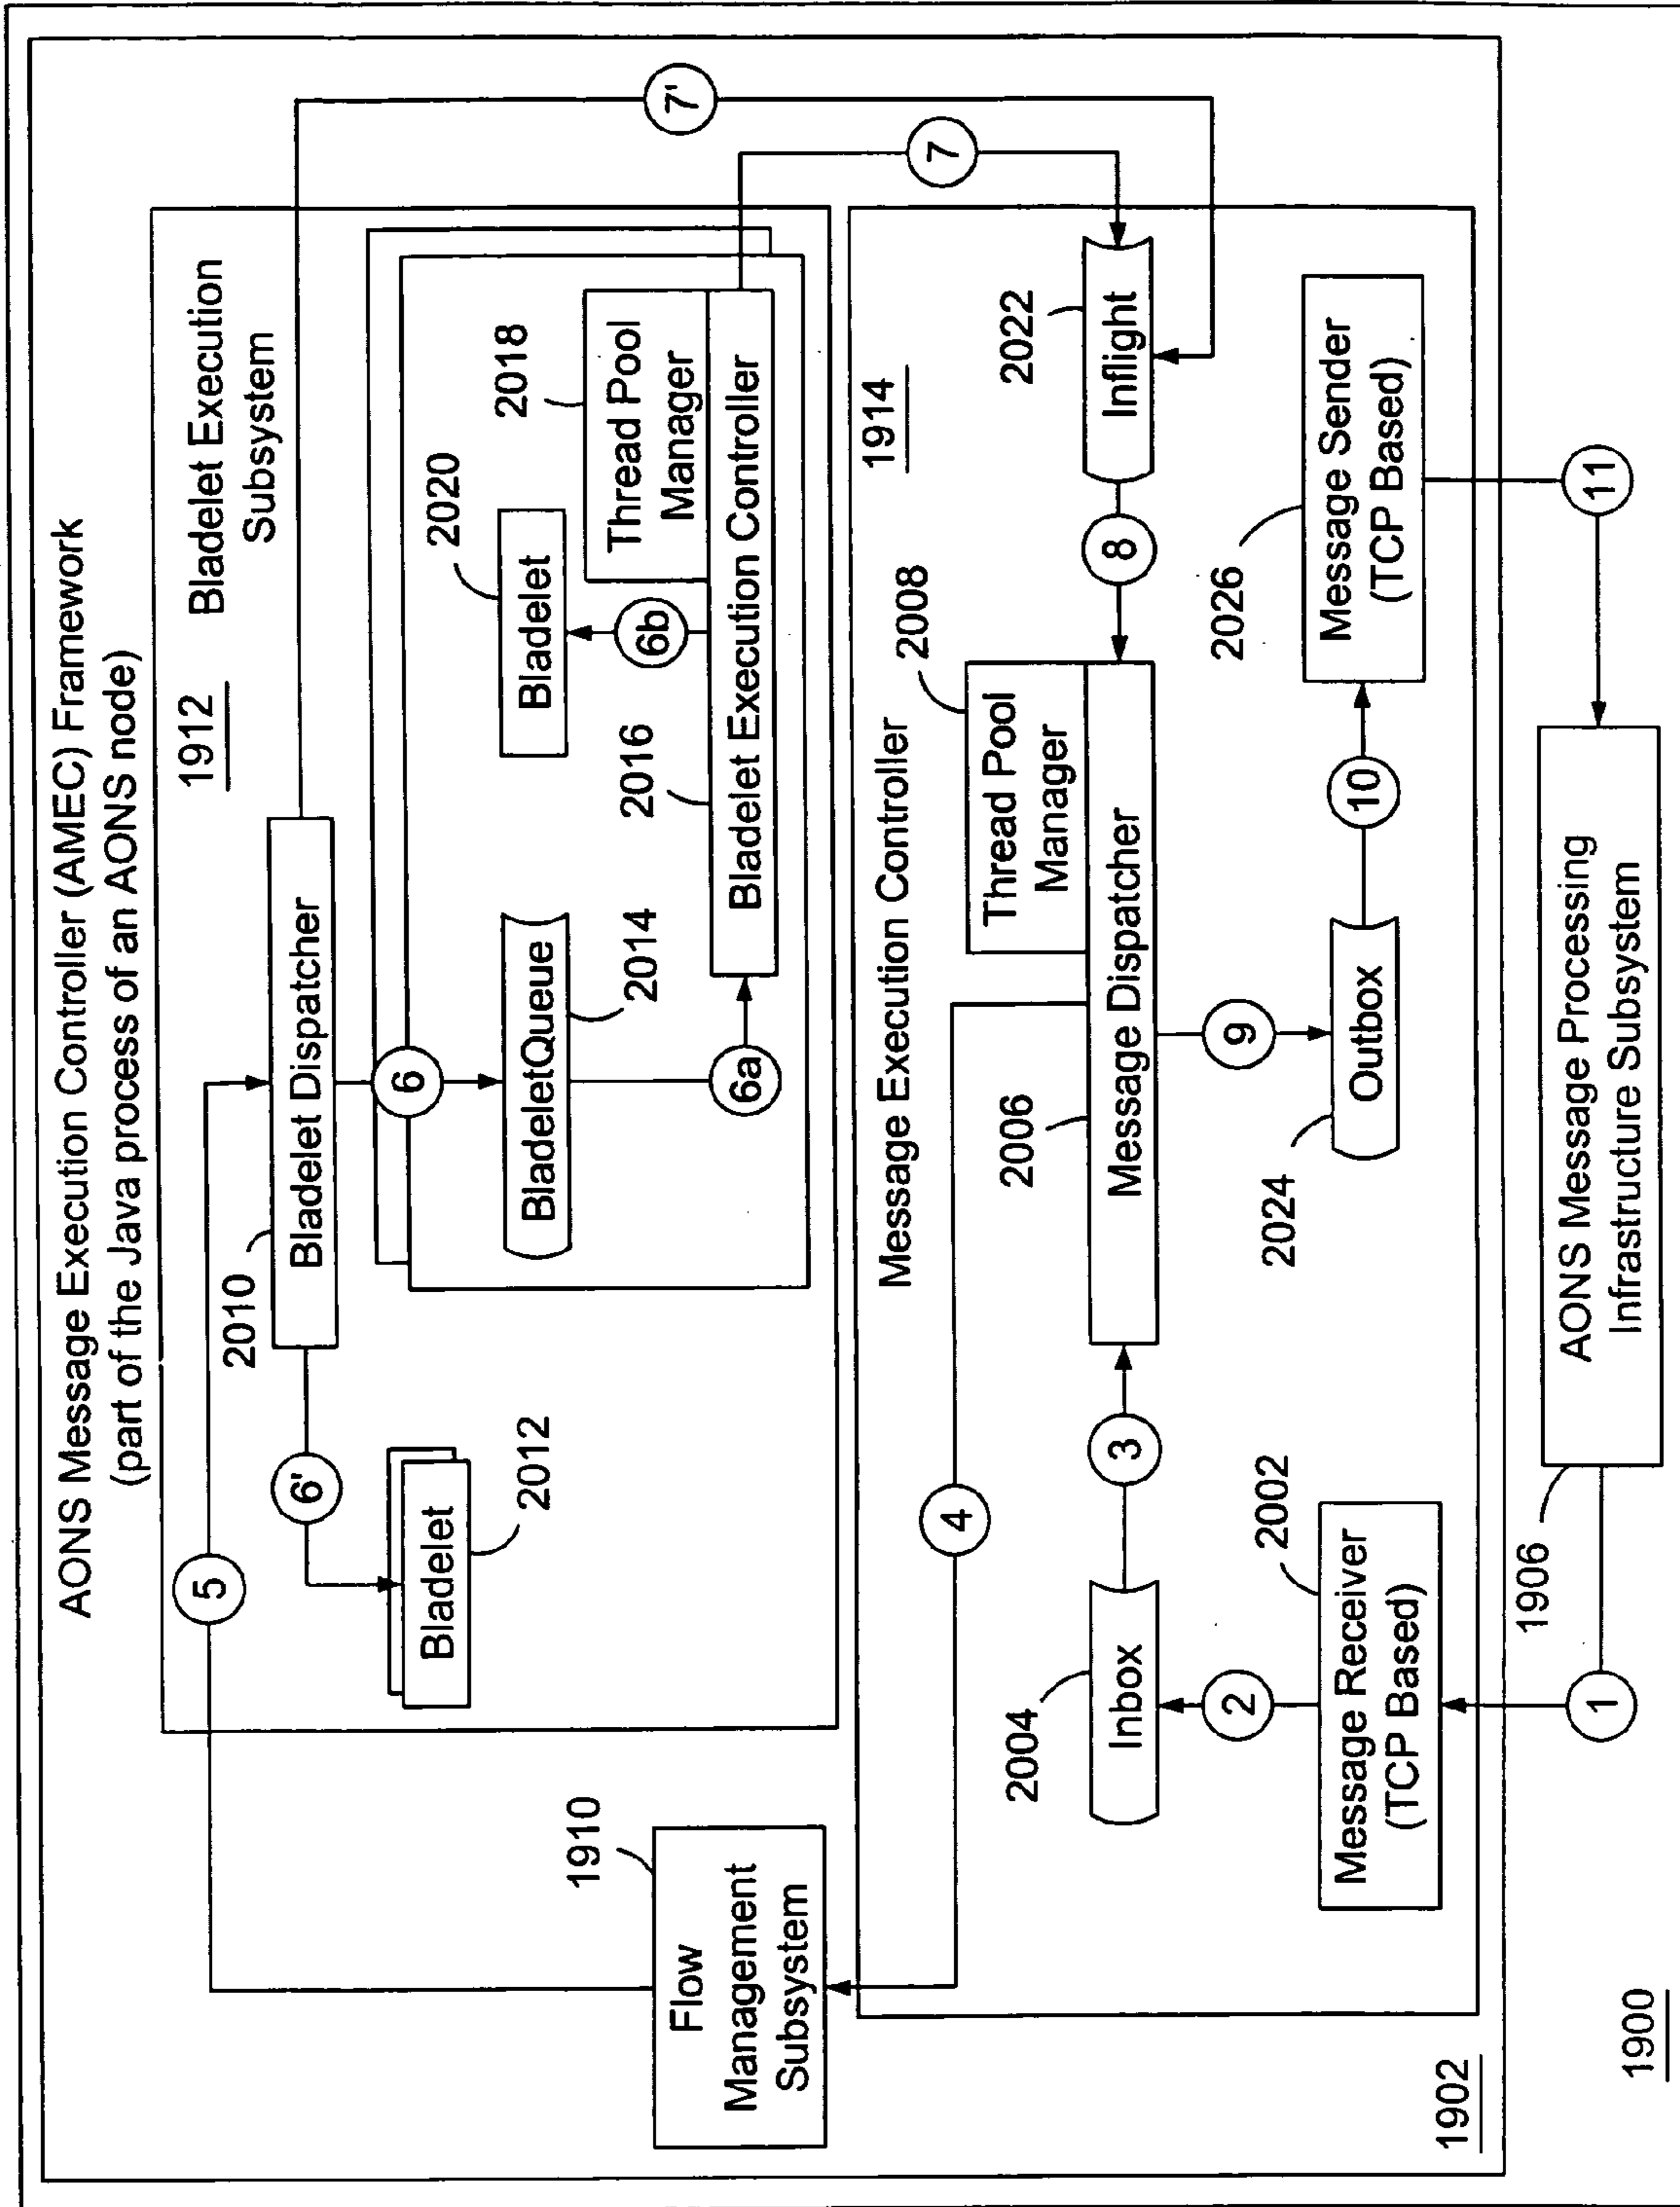 AONS Message Execution Controller (AMEC) Framework
(part of the Java process of an AONS node)
1912
Bladelet Execution
Subsystem
5
2010
Bladelet Dispatcher
7'
6'
6
Bladelet
2012
BladeletQueue
2014
6a
2020
Bladelet
6b
2018
Thread Pool
Manager
2016
Bladelet Execution Controller
7
1910
Flow
Management
Subsystem
Message Execution Controller
1914
4
2008
Thread Pool
Manager
2006
Message Dispatcher
2004
Inbox
3
8
2022
Inflight
2
9
2002
Message Receiver
(TCP Based)
2024
Outbox
10
2026
Message Sender
(TCP Based)
1902
1
1906
AONS Message Processing
Infrastructure Subsystem
11
1900